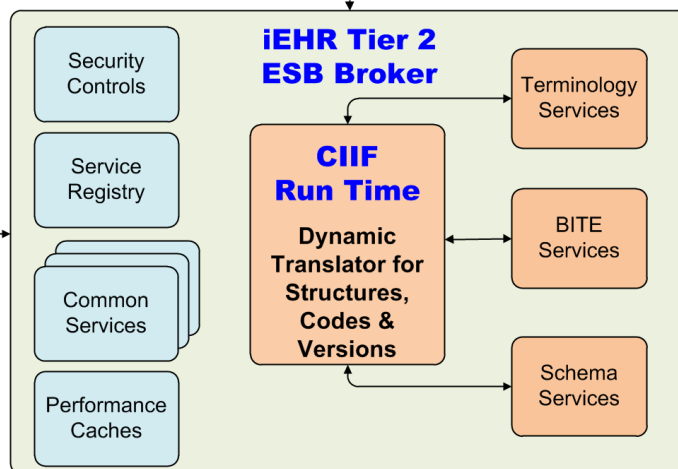 iEHR Tier 2
ESB Broker
Security
Controls
Service
Registry
Common
Services
Performance
Caches
CIIF
Run Time
Dynamic
Translator for
Structures,
Codes &
Versions
Terminology
Services
BITE
Services
Schema
Services